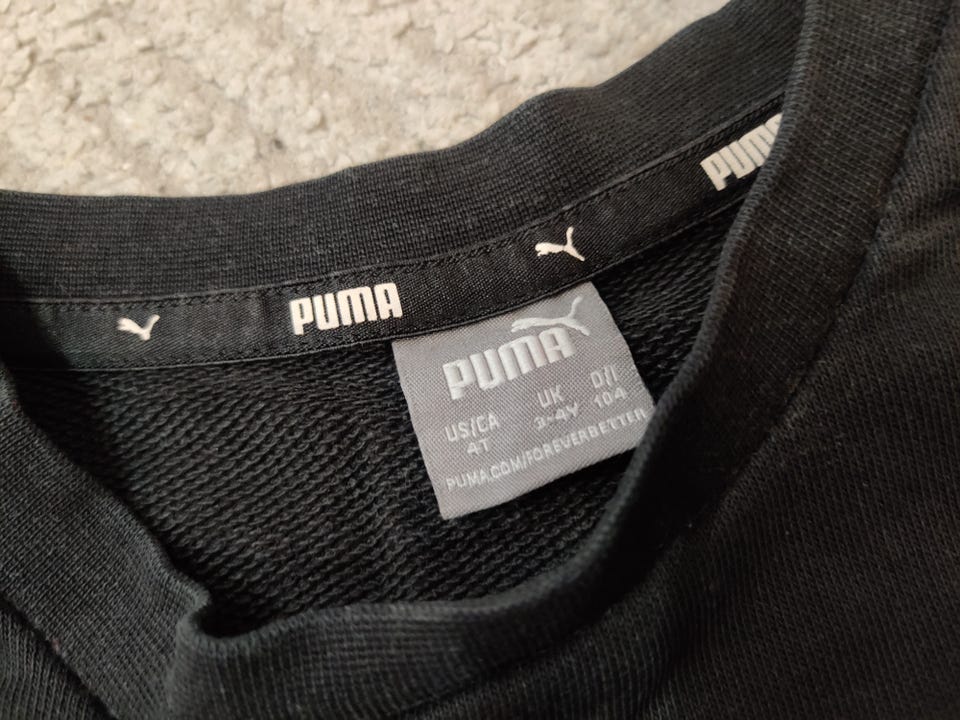 PUMA
PUMA
PUMA
US/CA UK D/I
4T 3-4Y 104
PUMA.COM/FOREVERBETTER